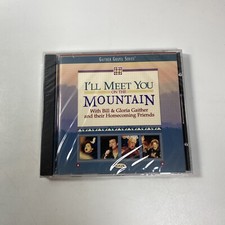 GAITHER GOSPEL SERIES
I'LL MEET YOU
ON THE
MOUNTAIN
With Bill & Gloria Gaither
and their Homecoming Friends